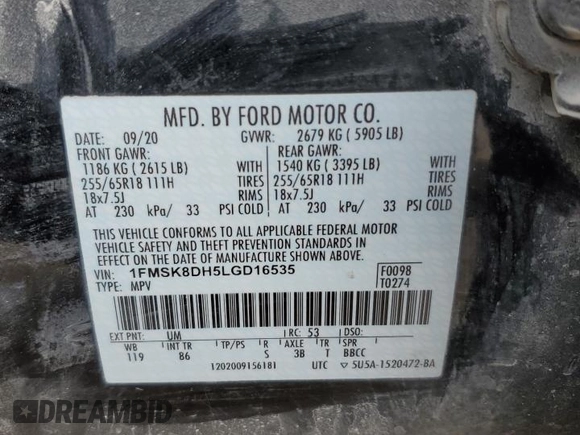 MFD. BY FORD MOTOR CO.
DATE: 09/20 GVWR: 2679 KG ( 5905 LB)
FRONT GAWR: REAR GAWR:
1186 KG ( 2615 LB) WITH 1540 KG ( 3395 LB) WITH
255/65R18 111H TIRES 255/65R18 111H TIRES
18x7.5J RIMS 18x7.5J RIMS
AT 230 kPa/ 33 PSI COLD AT 230 kPa/ 33 PSI COLD
THIS VEHICLE CONFORMS TO ALL APPLICABLE FEDERAL MOTOR
VEHICLE SAFETY AND THEFT PREVENTION STANDARDS IN EFFECT
ON THE DATE OF MANUFACTURE SHOWN ABOVE.
VIN: 1FMSK8DH5LGD16535 F0098
TYPE: MPV T0274
EXT PNT: UM RC: 53 DSO:
WB INT TR TP/PS R AXLE TR SPR
119 86 S 3B T BBCC
1202009156181 UTC 5U5A-1520472-BA
DREAMBID